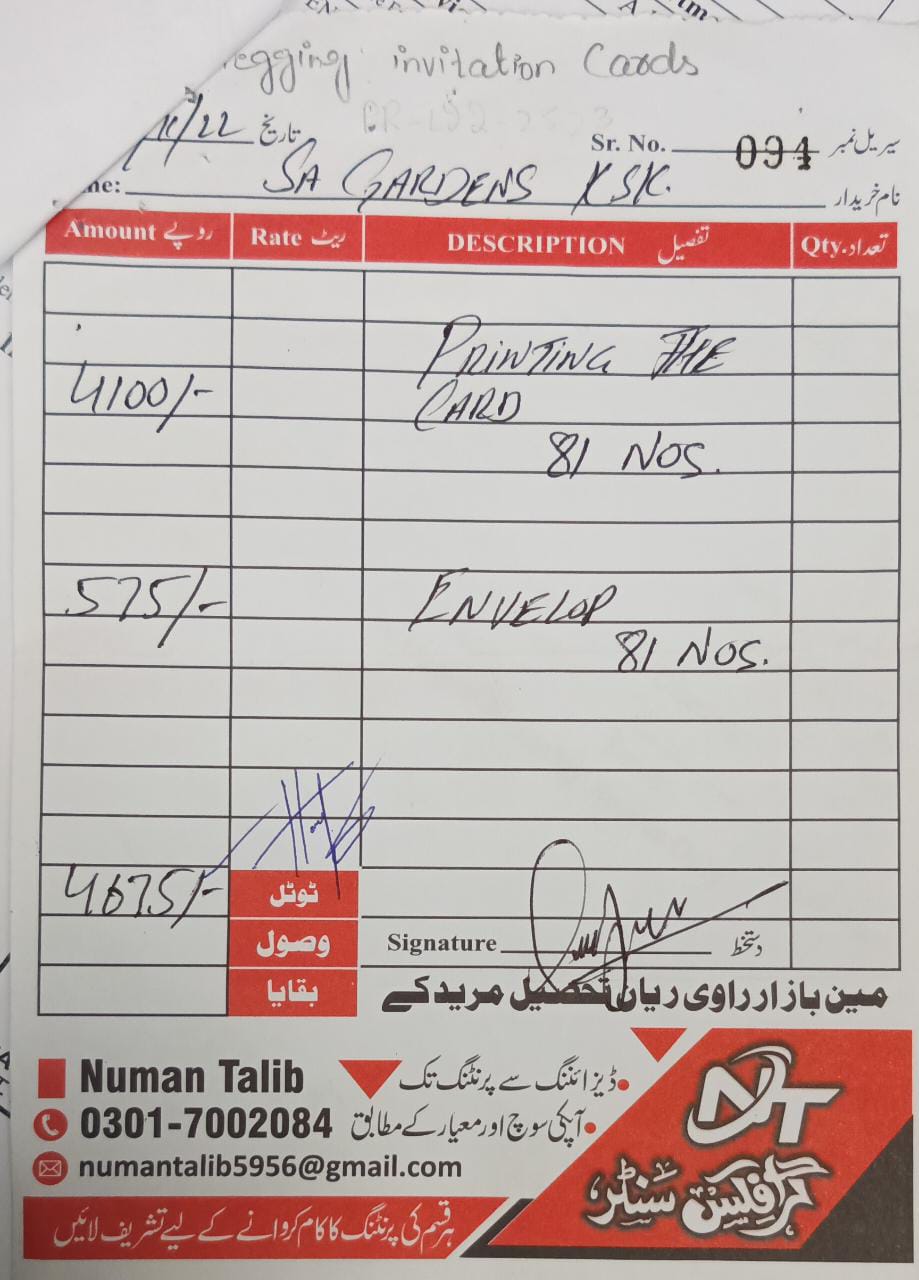 invitation Cards
11/22 تاریخ
Sr. No. 094 سیریل نمبر
SA GARDENS KSK. نام خریدار
Amount روپے Rate ریٹ DESCRIPTION تفصیل Qty. تعداد
PRINTING THE
4100/- CARD
81 NOS.
575/- ENVELOP
81 NOS.
4675/- ٹوٹل
وصول Signature دستخط
بقایا مین بازار راوی ریان تحصیل مریدکے
Numan Talib ڈیزائننگ سے پرنٹنگ تک
0301-7002084 آپکی سوچ اور معیار کے مطابق
numantalib5956@gmail.com
NT
گرافکس سنٹر
ہر قسم کی پرنٹنگ کا کام کروانے کے لیے تشریف لائیں